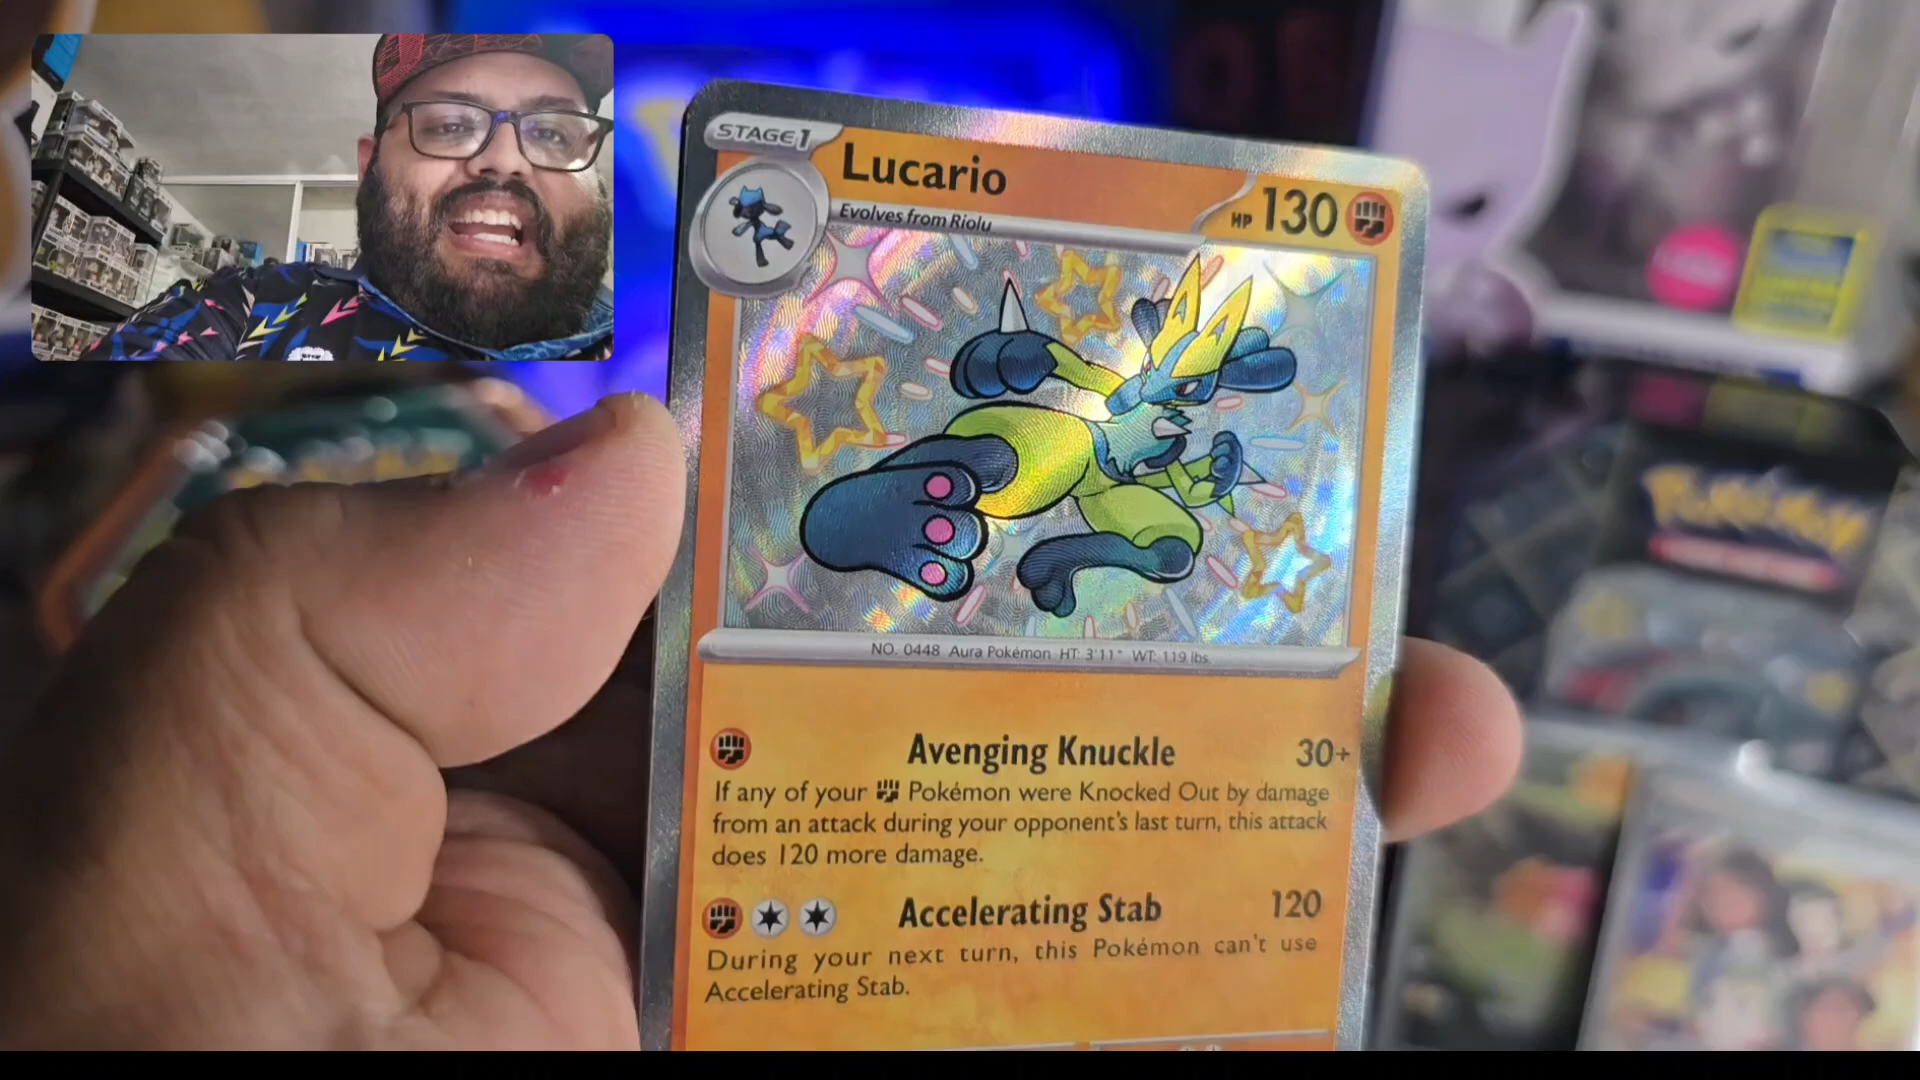 STAGE1
Lucario
HP 130
Evolves from Riolu
NO. 0448 Aura Pokémon HT: 3'11" WT: 119 lbs.
Avenging Knuckle 30+
If any of your Pokémon were Knocked Out by damage
from an attack during your opponent's last turn, this attack
does 120 more damage.
Accelerating Stab 120
During your next turn, this Pokémon can't use
Accelerating Stab.
POKÉMON